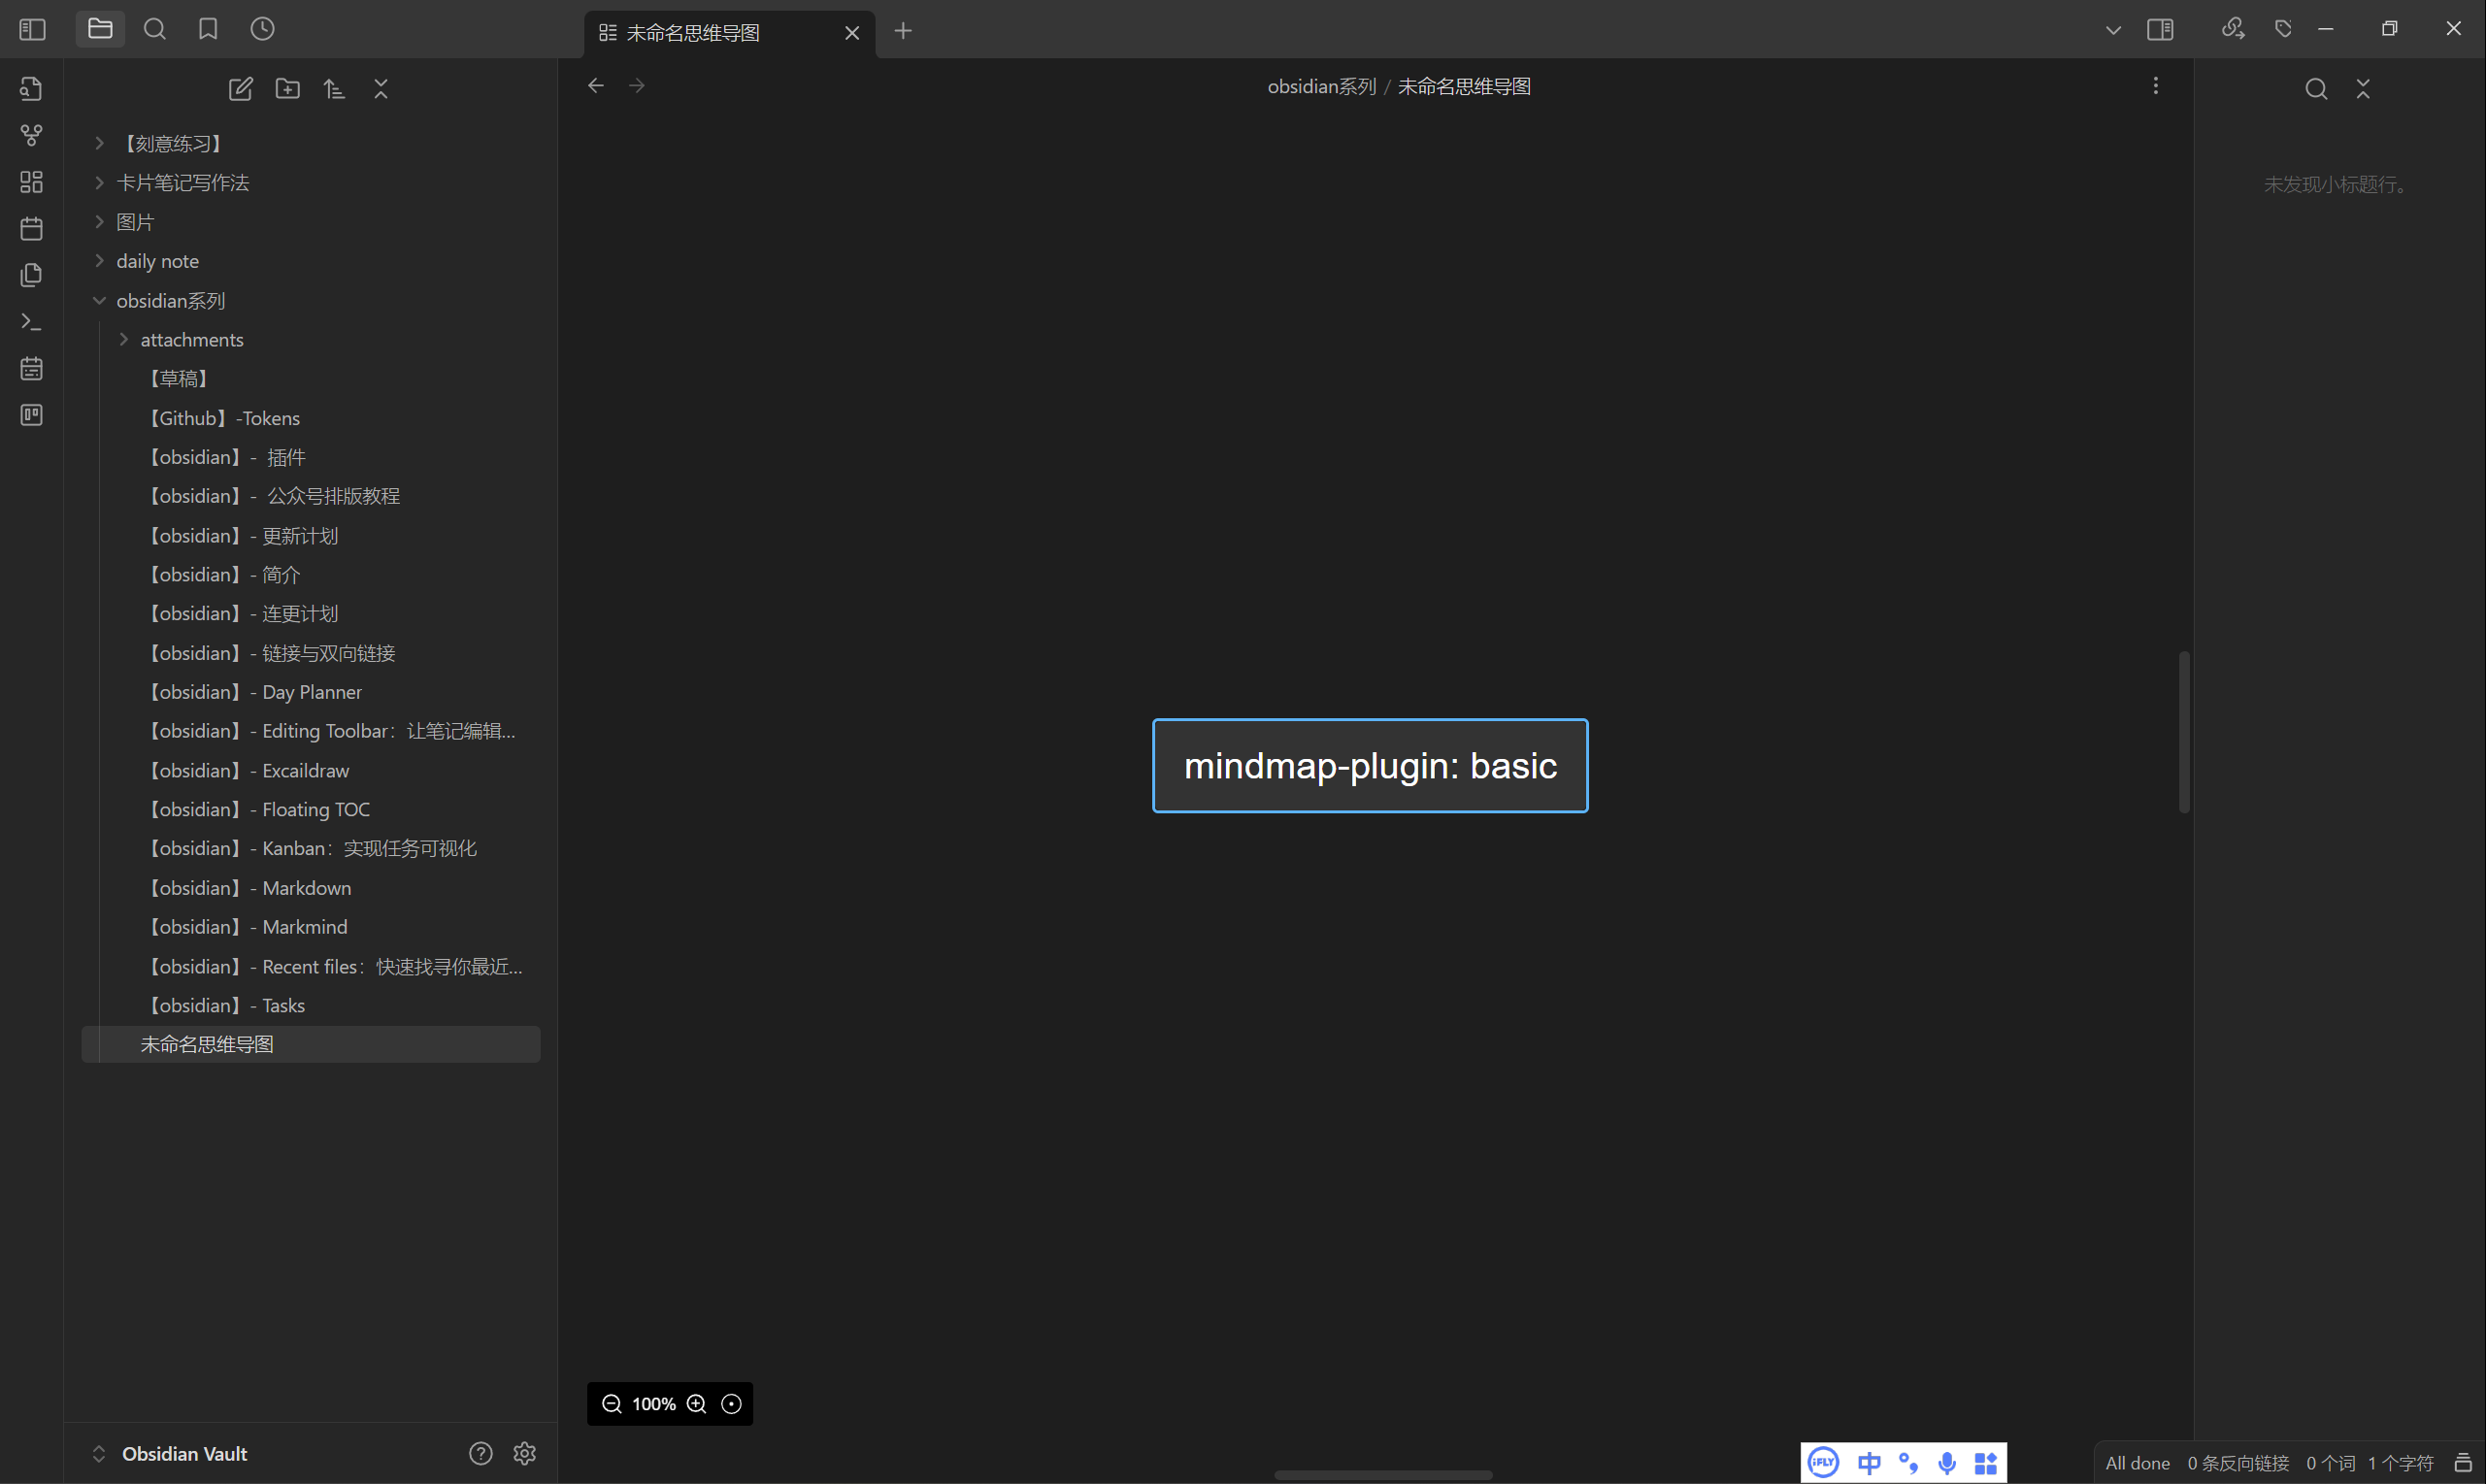 未命名思维导图
obsidian系列 / 未命名思维导图
【刻意练习】
卡片笔记写作法
图片
daily note
obsidian系列
attachments
【草稿】
【Github】-Tokens
【obsidian】- 插件
【obsidian】- 公众号排版教程
【obsidian】- 更新计划
【obsidian】- 简介
【obsidian】- 连更计划
【obsidian】- 链接与双向链接
【obsidian】- Day Planner
【obsidian】- Editing Toolbar：让笔记编辑...
【obsidian】- Excaildraw
【obsidian】- Floating TOC
【obsidian】- Kanban：实现任务可视化
【obsidian】- Markdown
【obsidian】- Markmind
【obsidian】- Recent files：快速找寻你最近...
【obsidian】- Tasks
未命名思维导图
Obsidian Vault
mindmap-plugin: basic
100%
未发现小标题行。
iFLY 中
All done 0 条反向链接 0 个词 1 个字符